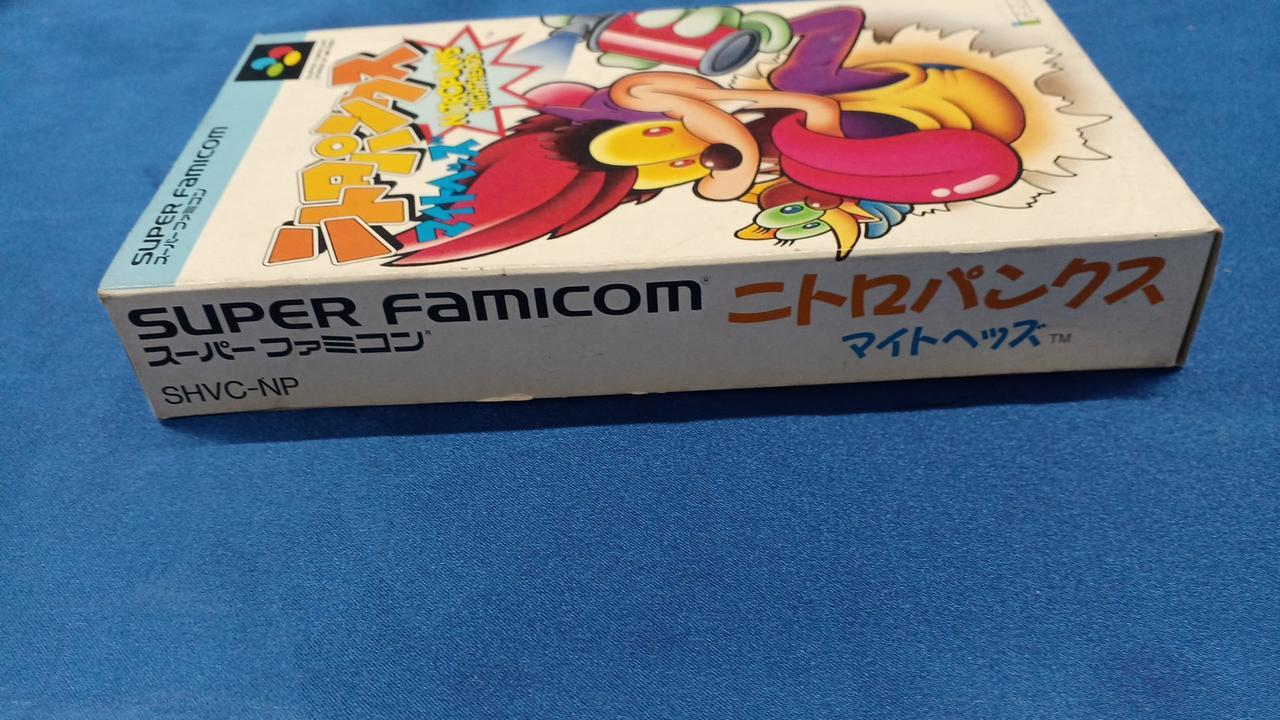 SUPER FAMICOM
スーパーファミコン
ニトロパンクス
マイトヘッズ
NITROPUNKS
MIGHTHEADS
SUPER FAMICOM®
スーパーファミコン®
SHVC-NP
ニトロパンクス
マイトヘッズ™